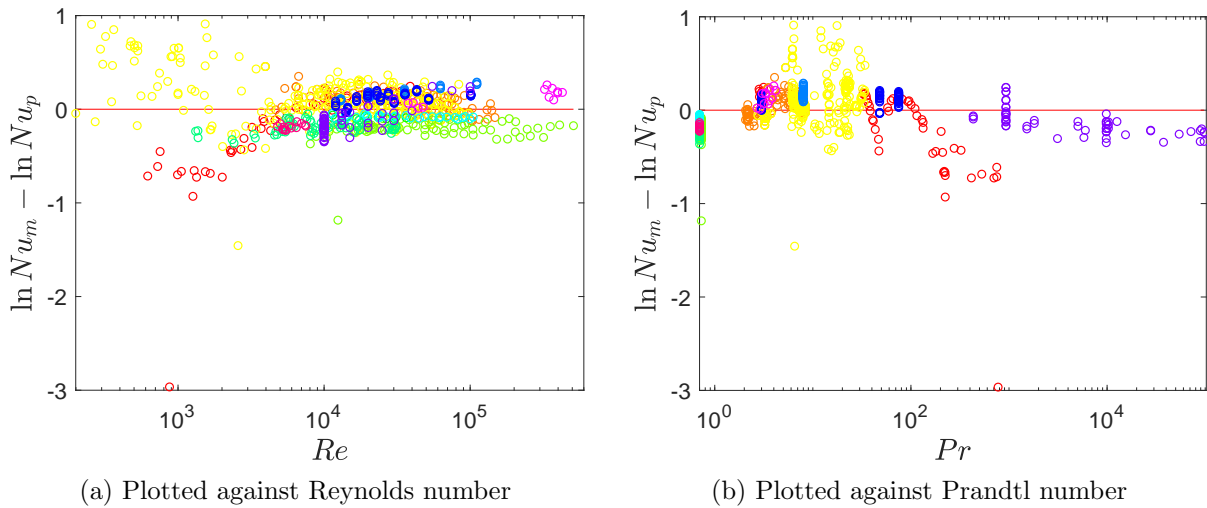 1
0
-1
-2
-3
10^3
10^4
10^5
ln Nu_m − ln Nu_p
Re
(a) Plotted against Reynolds number
1
0
-1
-2
-3
10^0
10^2
10^4
ln Nu_m − ln Nu_p
Pr
(b) Plotted against Prandtl number